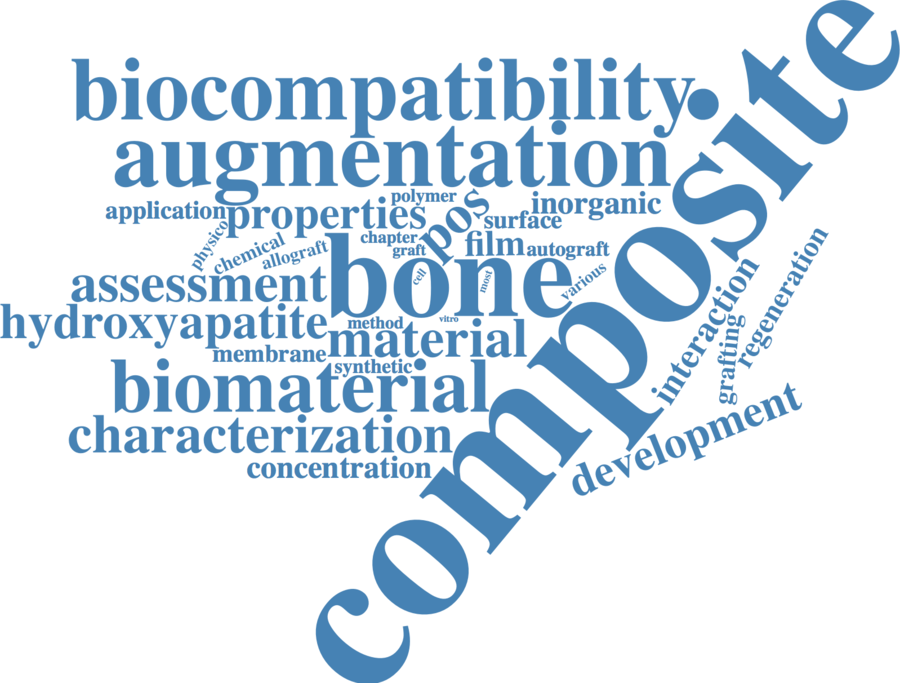 composite
biocompatibility
augmentation
polymer
application
properties
pos
inorganic
surface
physico
chemical
allograft
chapter
graft
film
autograft
assessment
bone
cell
most
various
hydroxyapatite
method
vitro
membrane
material
synthetic
biomaterial
characterization
concentration
interaction
grafting
regeneration
development